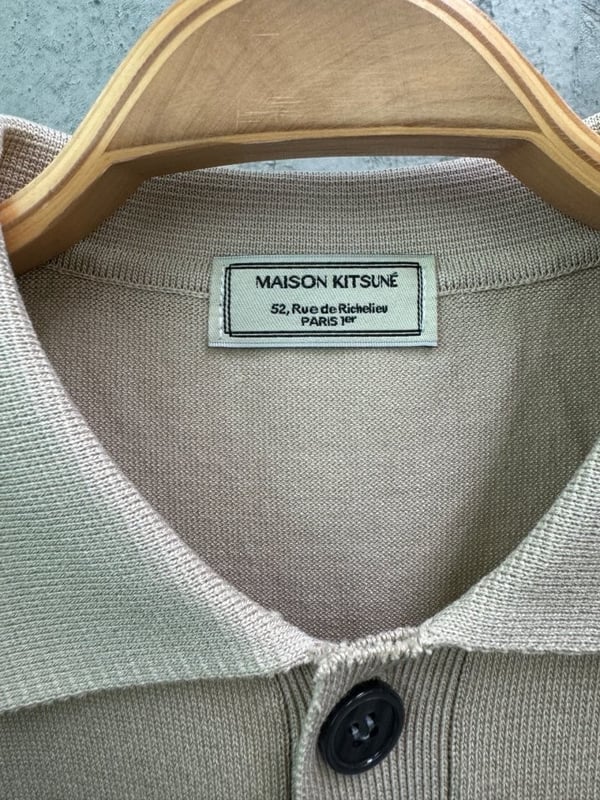 MAISON KITSUNÉ
52, Rue de Richelieu
PARIS 1er